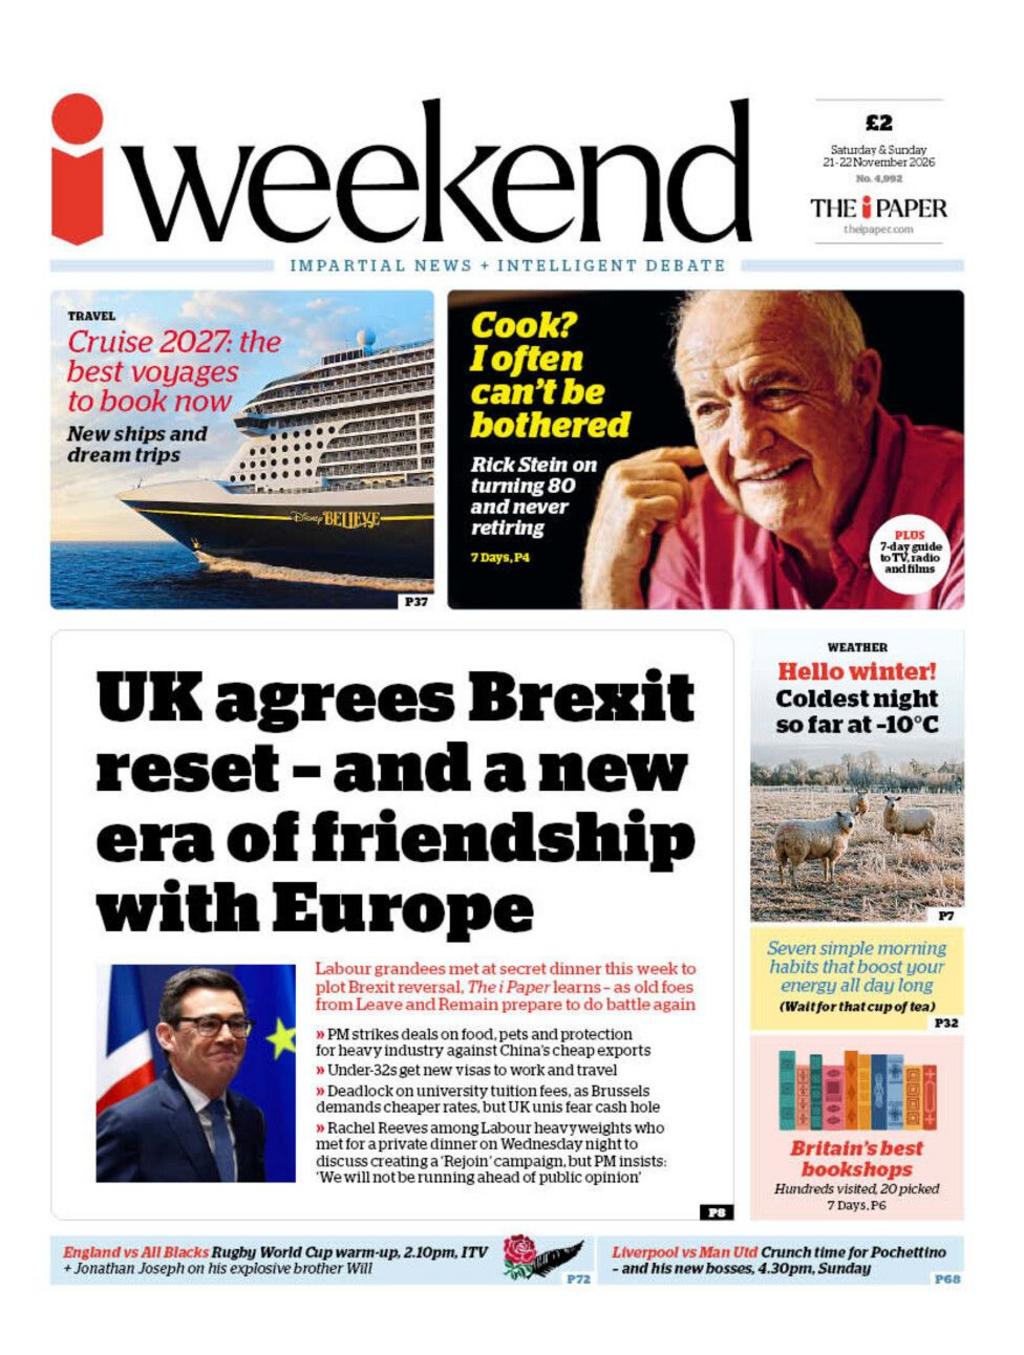 i weekend
£2
Saturday & Sunday
21-22 November 2026
No. 4,992
THE i PAPER
theipaper.com
IMPARTIAL NEWS + INTELLIGENT DEBATE
TRAVEL
Cruise 2027: the
best voyages
to book now
New ships and
dream trips
Disney BELIEVE
P37
Cook?
I often
can't be
bothered
Rick Stein on
turning 80
and never
retiring
7 Days, P4
PLUS
7-day guide
to TV, radio
and films
UK agrees Brexit
reset – and a new
era of friendship
with Europe
Labour grandees met at secret dinner this week to
plot Brexit reversal, The i Paper learns – as old foes
from Leave and Remain prepare to do battle again
» PM strikes deals on food, pets and protection
for heavy industry against China's cheap exports
» Under-32s get new visas to work and travel
» Deadlock on university tuition fees, as Brussels
demands cheaper rates, but UK unis fear cash hole
» Rachel Reeves among Labour heavyweights who
met for a private dinner on Wednesday night to
discuss creating a 'Rejoin' campaign, but PM insists:
'We will not be running ahead of public opinion'
P8
WEATHER
Hello winter!
Coldest night
so far at -10°C
P7
Seven simple morning
habits that boost your
energy all day long
(Wait for that cup of tea)
P32
Britain's best
bookshops
Hundreds visited, 20 picked
7 Days, P6
England vs All Blacks Rugby World Cup warm-up, 2.10pm, ITV
+ Jonathan Joseph on his explosive brother Will
P72
Liverpool vs Man Utd Crunch time for Pochettino
– and his new bosses, 4.30pm, Sunday
P68